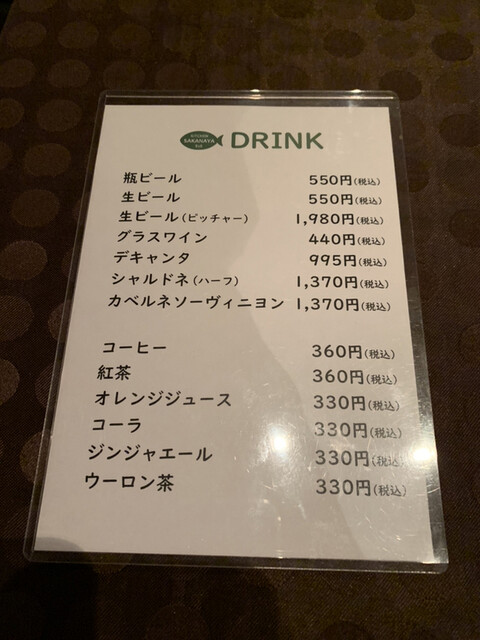 KITCHEN
SAKANAYA
DRINK
瓶ビール 550円(税込)
生ビール 550円(税込)
生ビール(ピッチャー) 1,980円(税込)
グラスワイン 440円(税込)
デキャンタ 995円(税込)
シャルドネ(ハーフ) 1,370円(税込)
カベルネソーヴィニヨン 1,370円(税込)
コーヒー 360円(税込)
紅茶 360円(税込)
オレンジジュース 330円(税込)
コーラ 330円(税込)
ジンジャエール 330円(税込)
ウーロン茶 330円(税込)